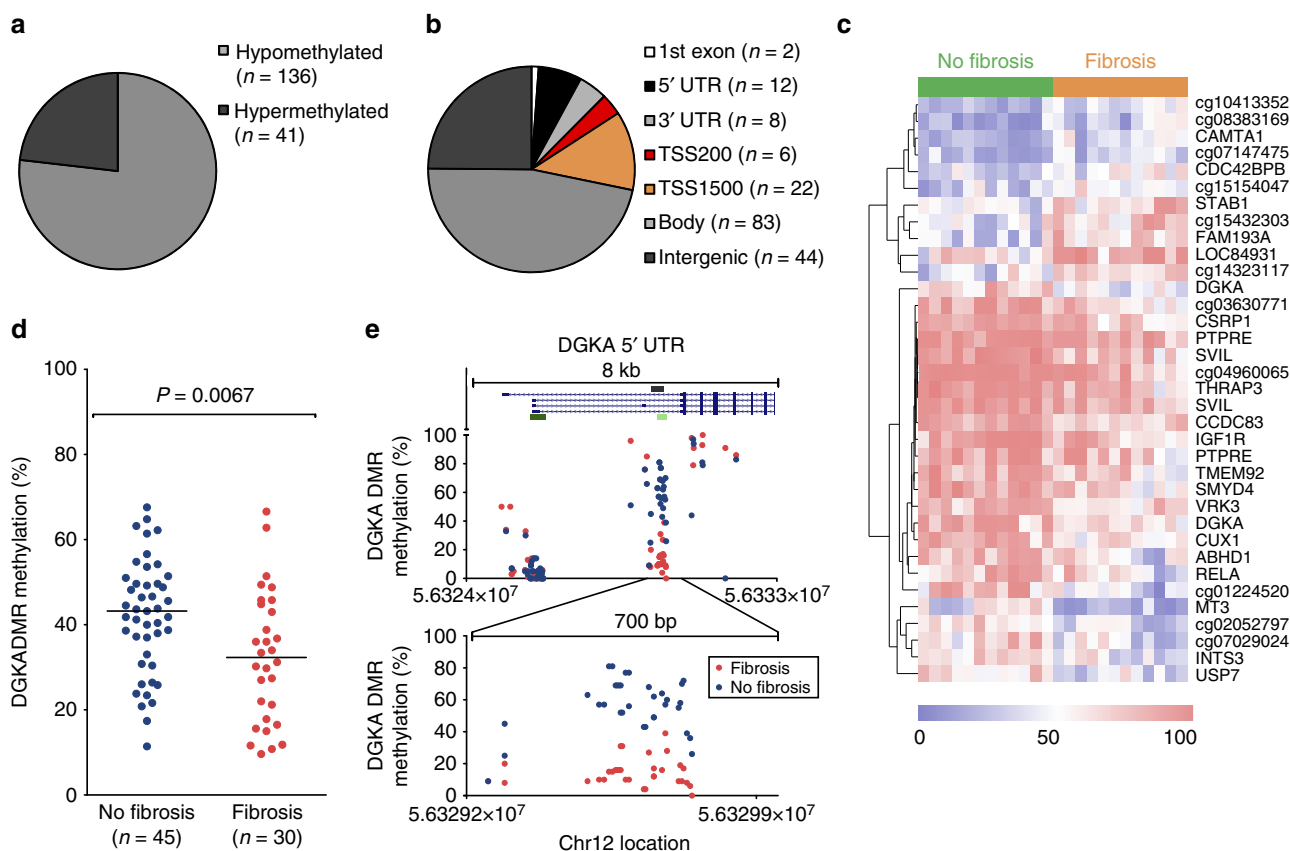 a
Hypomethylated
(n = 136)
Hypermethylated
(n = 41)
b
1st exon (n = 2)
5′ UTR (n = 12)
3′ UTR (n = 8)
TSS200 (n = 6)
TSS1500 (n = 22)
Body (n = 83)
Intergenic (n = 44)
c
No fibrosis
Fibrosis
cg10413352
cg08383169
CAMTA1
cg07147475
CDC42BPB
cg15154047
STAB1
cg15432303
FAM193A
LOC84931
cg14323117
DGKA
cg03630771
CSRP1
PTPRE
SVIL
cg04960065
THRAP3
SVIL
CCDC83
IGF1R
PTPRE
TMEM92
SMYD4
VRK3
DGKA
CUX1
ABHD1
RELA
cg01224520
MT3
cg02052797
cg07029024
INTS3
USP7
0
50
100
d
DGKADMR methylation (%)
100
80
60
40
20
0
P = 0.0067
No fibrosis
(n = 45)
Fibrosis
(n = 30)
e
DGKA 5′ UTR
8 kb
DGKA DMR
methylation (%)
100
80
60
40
20
0
5.6324×10⁷
5.6333×10⁷
700 bp
DGKA DMR
methylation (%)
100
80
60
40
20
0
Fibrosis
No fibrosis
5.63292×10⁷
5.63299×10⁷
Chr12 location